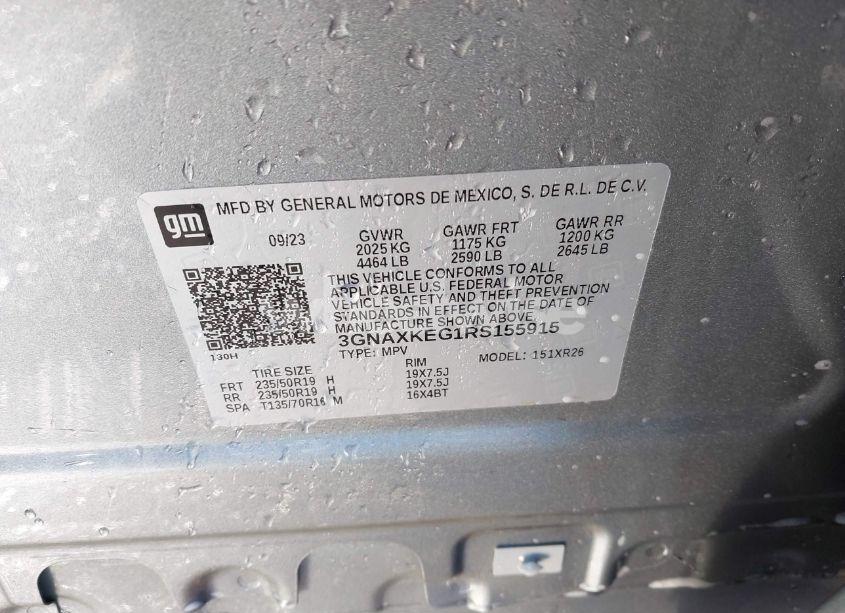 gm
MFD BY GENERAL MOTORS DE MEXICO, S. DE R.L. DE C.V.
09/23 GVWR GAWR FRT GAWR RR
2025 KG 1175 KG 1200 KG
4464 LB 2590 LB 2645 LB
THIS VEHICLE CONFORMS TO ALL
APPLICABLE U.S. FEDERAL MOTOR
VEHICLE SAFETY AND THEFT PREVENTION
STANDARDS IN EFFECT ON THE DATE OF
MANUFACTURE SHOWN ABOVE.
3GNAXKEG1RS155915
130H TYPE: MPV MODEL: 151XR26
TIRE SIZE RIM
FRT 235/50R19 H 19X7.5J
RR 235/50R19 H 19X7.5J
SPA T135/70R16 M 16X4BT